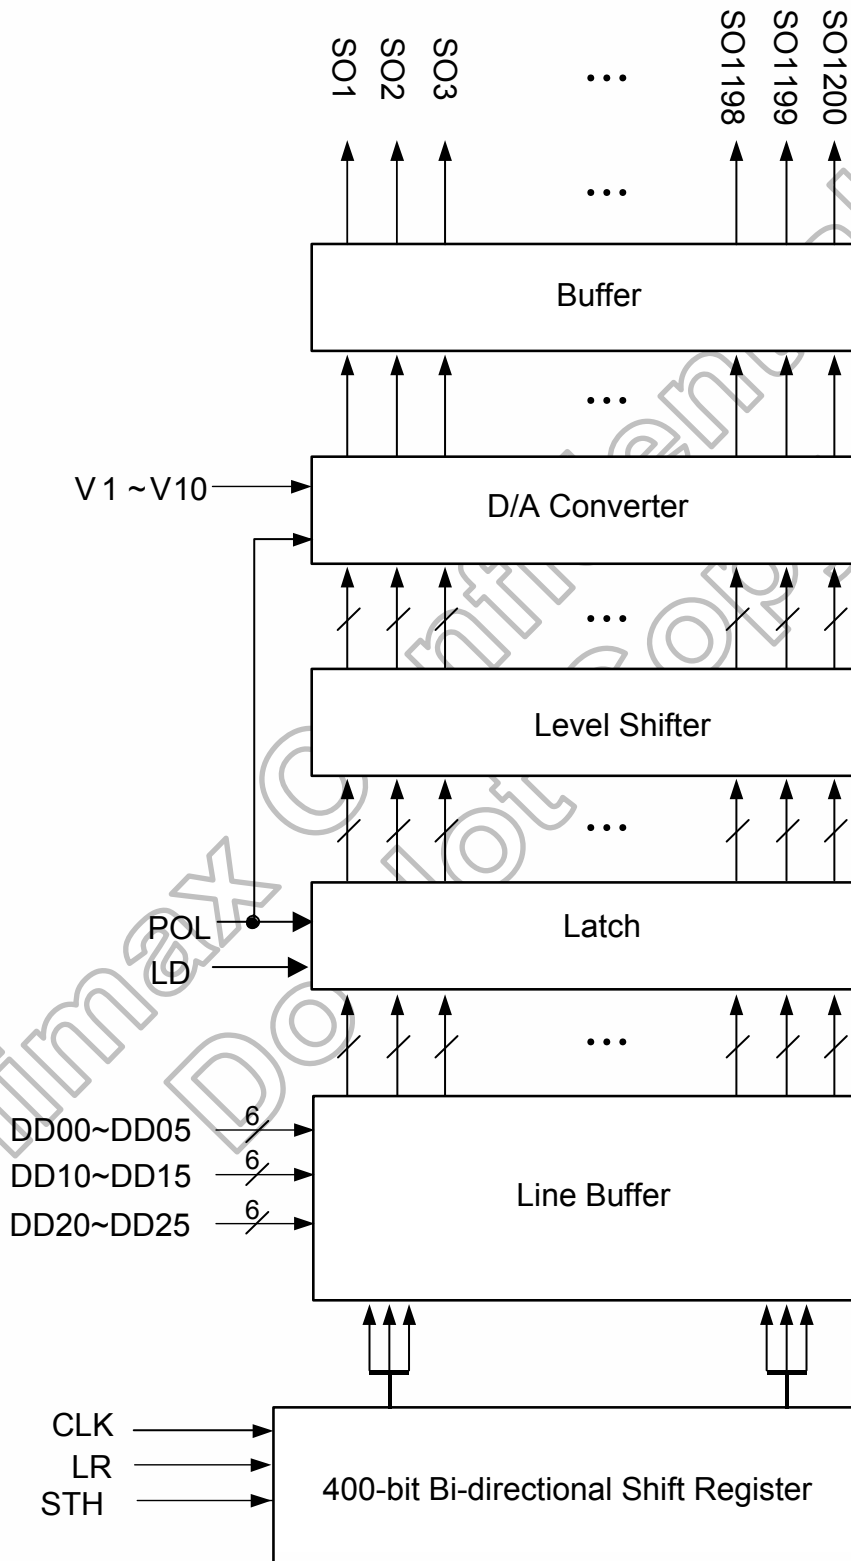 SO1 SO2 SO3 ... SO1198 SO1199 SO1200
...
Buffer
...
V1 ~V10
D/A Converter
...
Level Shifter
...
POL
LD
Latch
...
DD00~DD05 6
DD10~DD15 6
DD20~DD25 6
Line Buffer
CLK
LR
STH
400-bit Bi-directional Shift Register